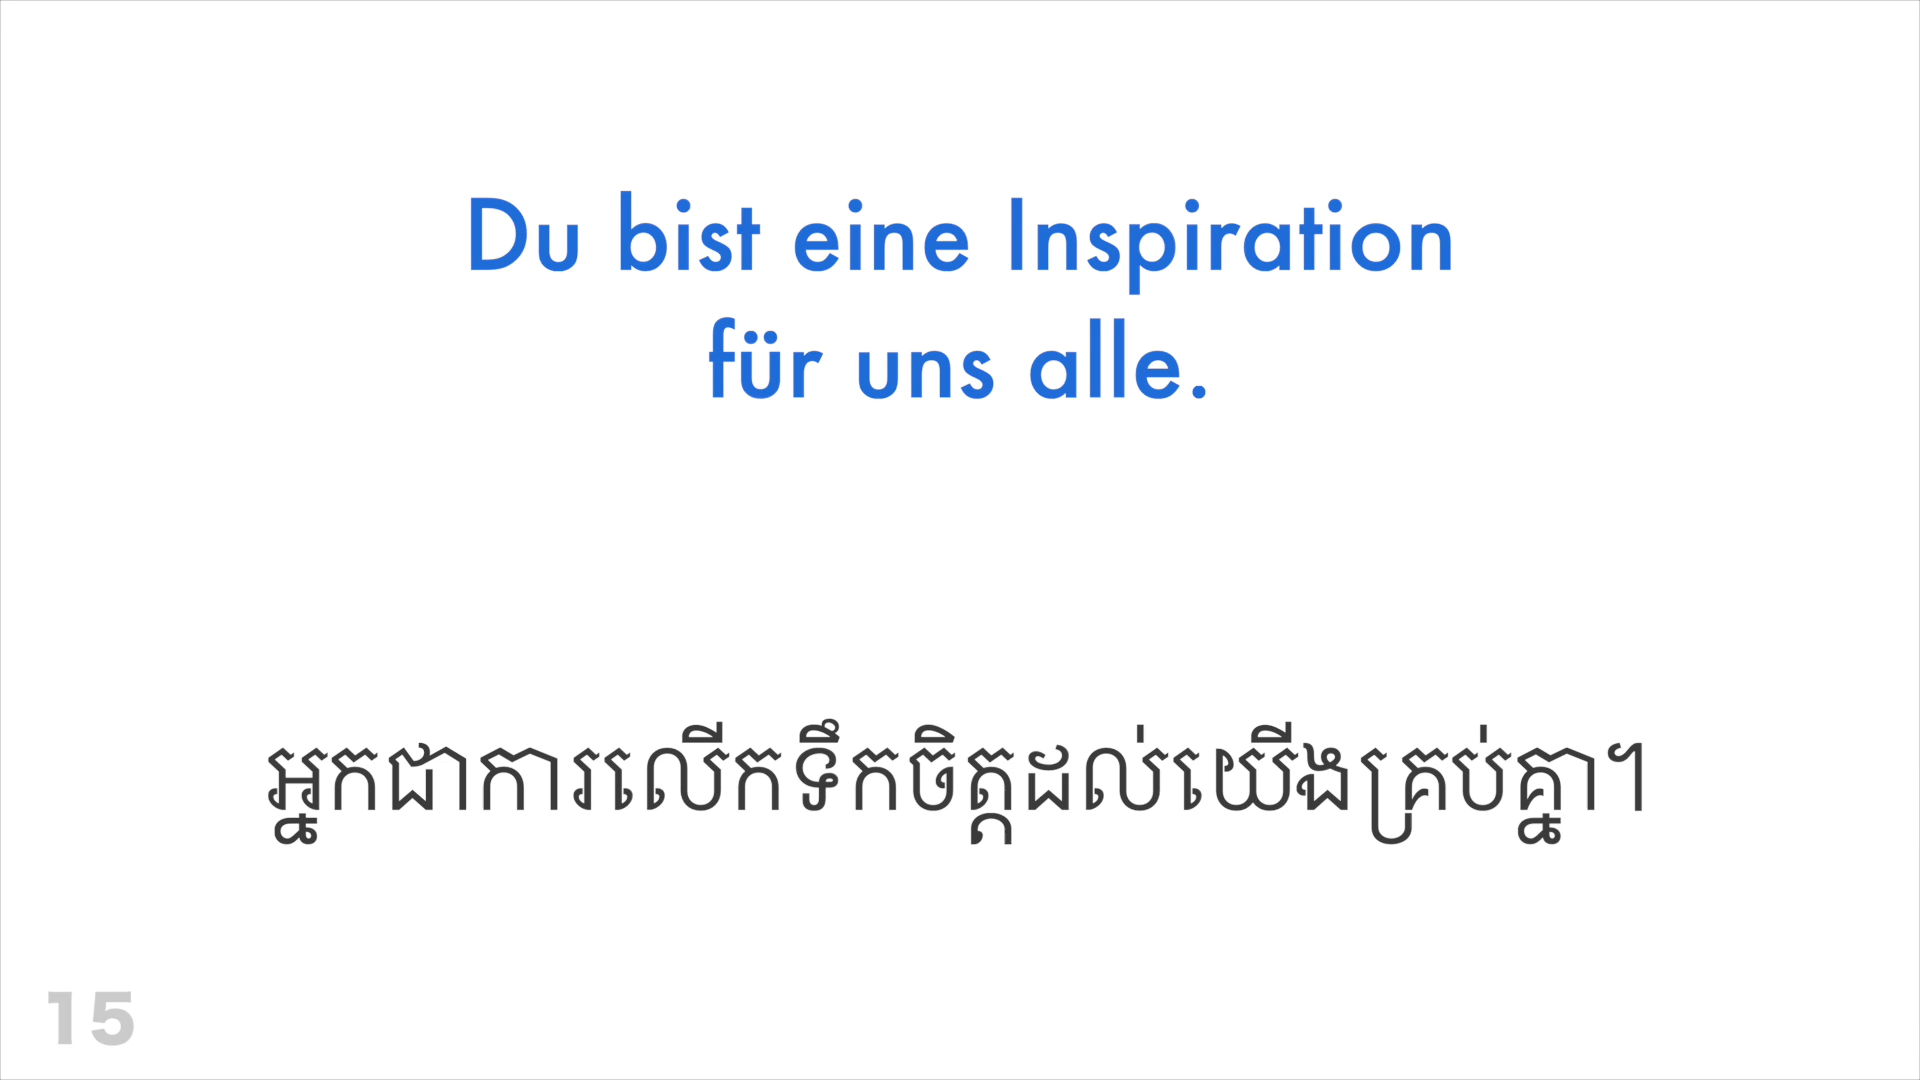 Du bist eine Inspiration
für uns alle.
អ្នកជាការលើកទឹកចិត្តដល់យើងគ្រប់គ្នា។
15